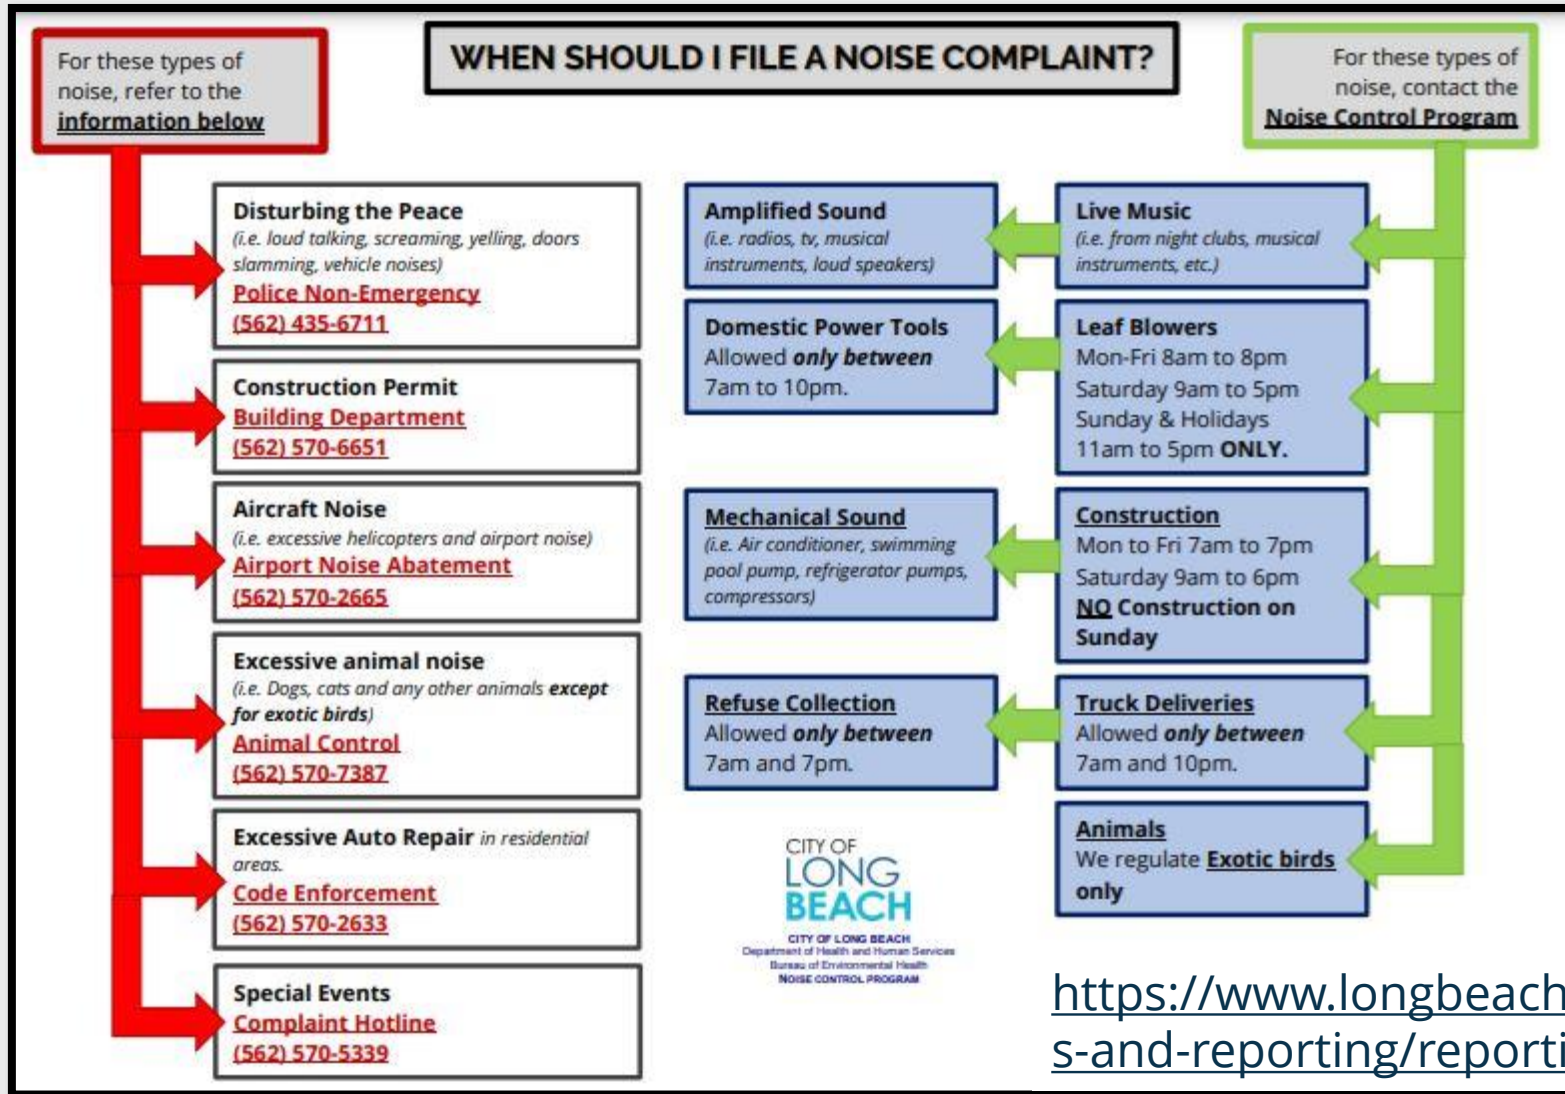 WHEN SHOULD I FILE A NOISE COMPLAINT?
For these types of
noise, refer to the
information below
Disturbing the Peace
(i.e. loud talking, screaming, yelling, doors
slamming, vehicle noises)
Police Non-Emergency
(562) 435-6711
Construction Permit
Building Department
(562) 570-6651
Aircraft Noise
(i.e. excessive helicopters and airport noise)
Airport Noise Abatement
(562) 570-2665
Excessive animal noise
(i.e. Dogs, cats and any other animals except
for exotic birds)
Animal Control
(562) 570-7387
Excessive Auto Repair in residential
areas.
Code Enforcement
(562) 570-2633
Special Events
Complaint Hotline
(562) 570-5339
For these types of
noise, contact the
Noise Control Program
Amplified Sound
(i.e. radios, tv, musical
instruments, loud speakers)
Domestic Power Tools
Allowed only between
7am to 10pm.
Mechanical Sound
(i.e. Air conditioner, swimming
pool pump, refrigerator pumps,
compressors)
Refuse Collection
Allowed only between
7am and 7pm.
Live Music
(i.e. from night clubs, musical
instruments, etc.)
Leaf Blowers
Mon-Fri 8am to 8pm
Saturday 9am to 5pm
Sunday & Holidays
11am to 5pm ONLY.
Construction
Mon to Fri 7am to 7pm
Saturday 9am to 6pm
NO Construction on
Sunday
Truck Deliveries
Allowed only between
7am and 10pm.
Animals
We regulate Exotic birds
only
CITY OF
LONG
BEACH
CITY OF LONG BEACH
Department of Health and Human Services
Bureau of Environmental Health
NOISE CONTROL PROGRAM
https://www.longbeach
s-and-reporting/reporti